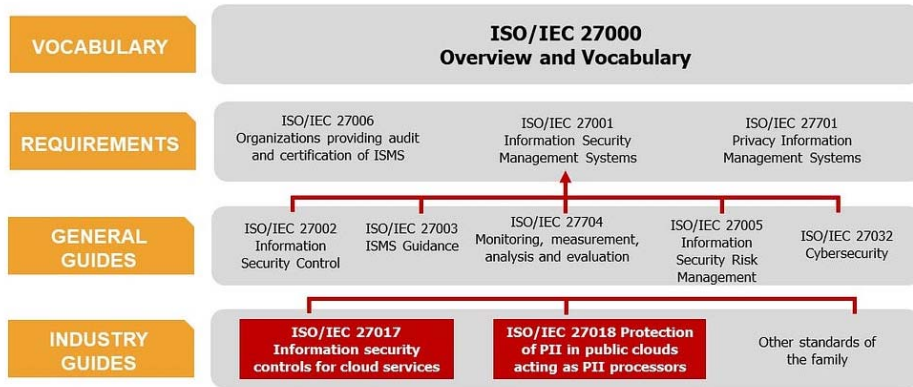 VOCABULARY
ISO/IEC 27000
Overview and Vocabulary
REQUIREMENTS
ISO/IEC 27006
Organizations providing audit
and certification of ISMS
ISO/IEC 27001
Information Security
Management Systems
ISO/IEC 27701
Privacy Information
Management Systems
GENERAL
GUIDES
ISO/IEC 27002
Information
Security Control
ISO/IEC 27003
ISMS Guidance
ISO/IEC 27704
Monitoring, measurement,
analysis and evaluation
ISO/IEC 27005
Information
Security Risk
Management
ISO/IEC 27032
Cybersecurity
INDUSTRY
GUIDES
ISO/IEC 27017
Information security
controls for cloud services
ISO/IEC 27018 Protection
of PII in public clouds
acting as PII processors
Other standards of
the family